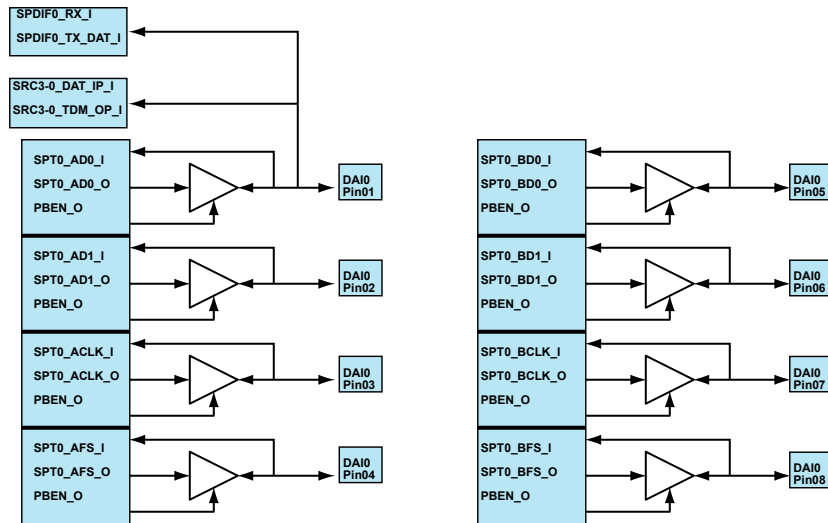 SPDIF0_RX_I
SPDIF0_TX_DAT_I
SRC3-0_DAT_IP_I
SRC3-0_TDM_OP_I
SPT0_AD0_I
SPT0_AD0_O
PBEN_O
DAI0
Pin01
SPT0_AD1_I
SPT0_AD1_O
PBEN_O
DAI0
Pin02
SPT0_ACLK_I
SPT0_ACLK_O
PBEN_O
DAI0
Pin03
SPT0_AFS_I
SPT0_AFS_O
PBEN_O
DAI0
Pin04
SPT0_BD0_I
SPT0_BD0_O
PBEN_O
DAI0
Pin05
SPT0_BD1_I
SPT0_BD1_O
PBEN_O
DAI0
Pin06
SPT0_BCLK_I
SPT0_BCLK_O
PBEN_O
DAI0
Pin07
SPT0_BFS_I
SPT0_BFS_O
PBEN_O
DAI0
Pin08